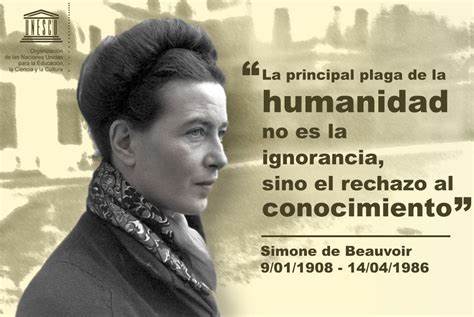 UNESCO
Organización
de las Naciones Unidas
para la Educación,
la Ciencia y la Cultura
“La principal plaga de la
humanidad
no es la
ignorancia,
sino el rechazo al
conocimiento”
Simone de Beauvoir
9/01/1908 - 14/04/1986